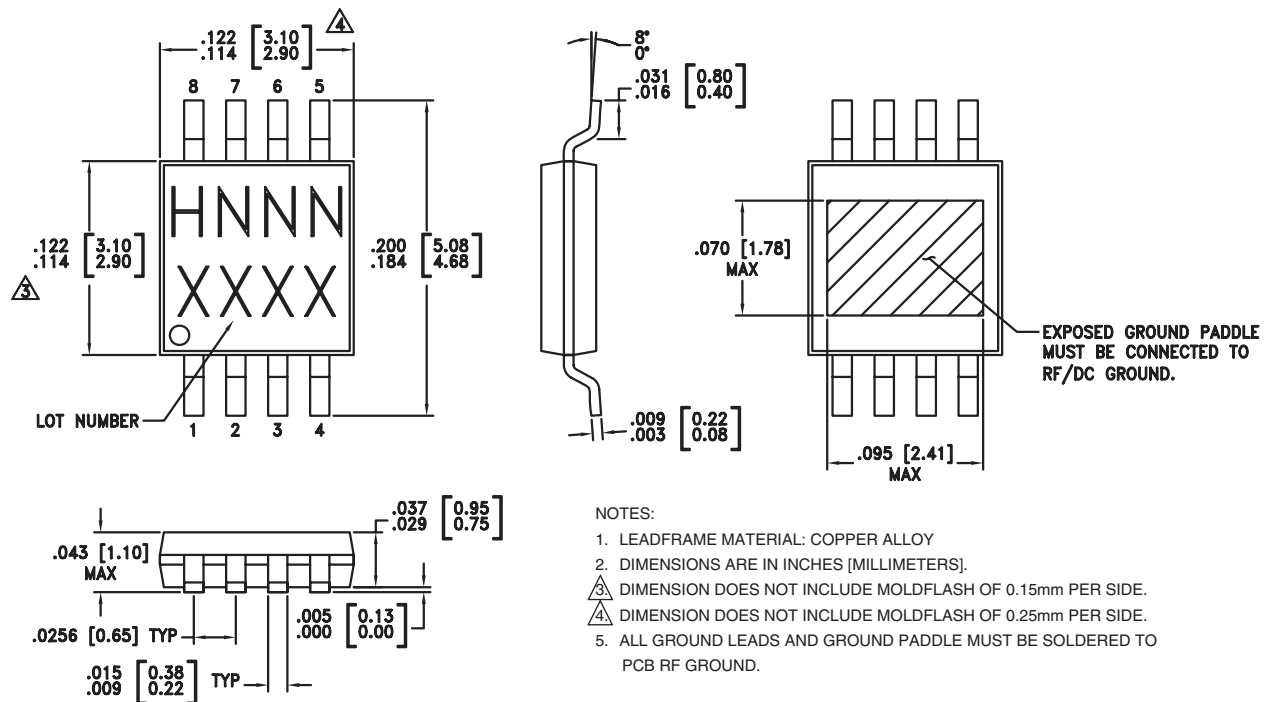 .122 [3.10]
.114 [2.90]
4
8 7 6 5
HNNN
XXXX
.122 [3.10]
.114 [2.90]
3
.200 [5.08]
.184 [4.68]
LOT NUMBER
1 2 3 4
8°
0°
.031 [0.80]
.016 [0.40]
.009 [0.22]
.003 [0.08]
.070 [1.78]
MAX
EXPOSED GROUND PADDLE
MUST BE CONNECTED TO
RF/DC GROUND.
.095 [2.41]
MAX
.037 [0.95]
.029 [0.75]
.043 [1.10]
MAX
.005 [0.13]
.000 [0.00]
.0256 [0.65] TYP
.015 [0.38]
.009 [0.22] TYP
NOTES:
1. LEADFRAME MATERIAL: COPPER ALLOY
2. DIMENSIONS ARE IN INCHES [MILLIMETERS].
3. DIMENSION DOES NOT INCLUDE MOLDFLASH OF 0.15mm PER SIDE.
4. DIMENSION DOES NOT INCLUDE MOLDFLASH OF 0.25mm PER SIDE.
5. ALL GROUND LEADS AND GROUND PADDLE MUST BE SOLDERED TO
PCB RF GROUND.